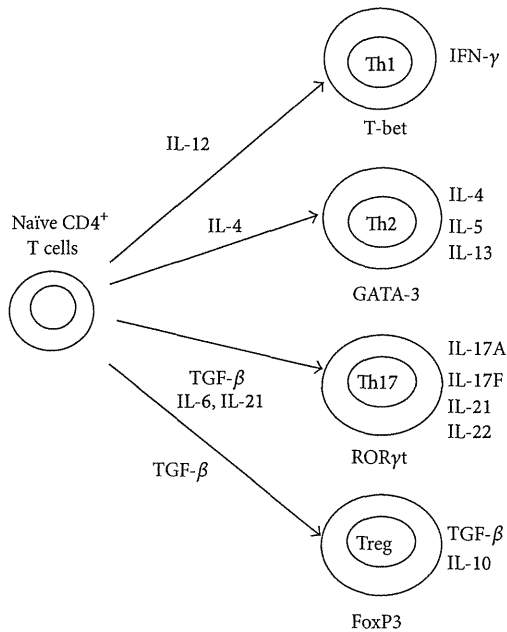 Th1
IFN-γ
T-bet
IL-12
Naïve CD4+
T cells
IL-4
Th2
IL-4
IL-5
IL-13
GATA-3
TGF-β
IL-6, IL-21
Th17
IL-17A
IL-17F
IL-21
IL-22
RORγt
TGF-β
Treg
TGF-β
IL-10
FoxP3